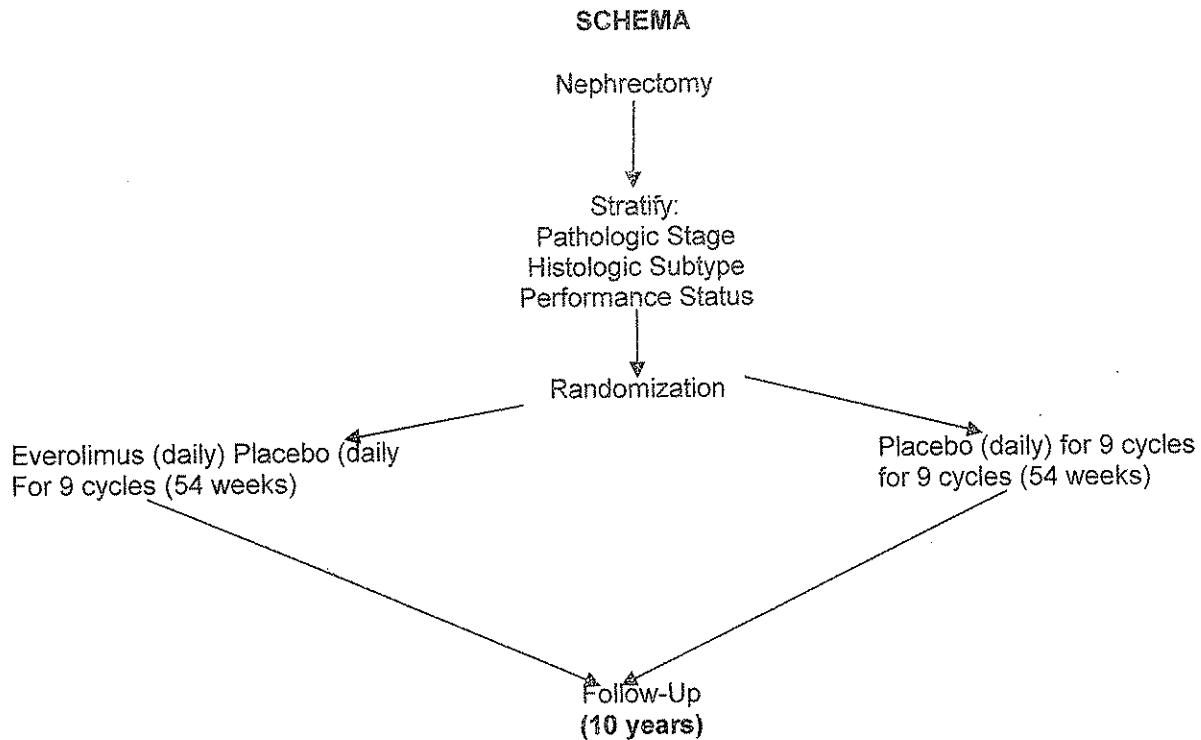 SCHEMA
Nephrectomy
Stratify:
Pathologic Stage
Histologic Subtype
Performance Status
Randomization
Everolimus (daily) Placebo (daily
For 9 cycles (54 weeks)
Placebo (daily) for 9 cycles
for 9 cycles (54 weeks)
Follow-Up
(10 years)